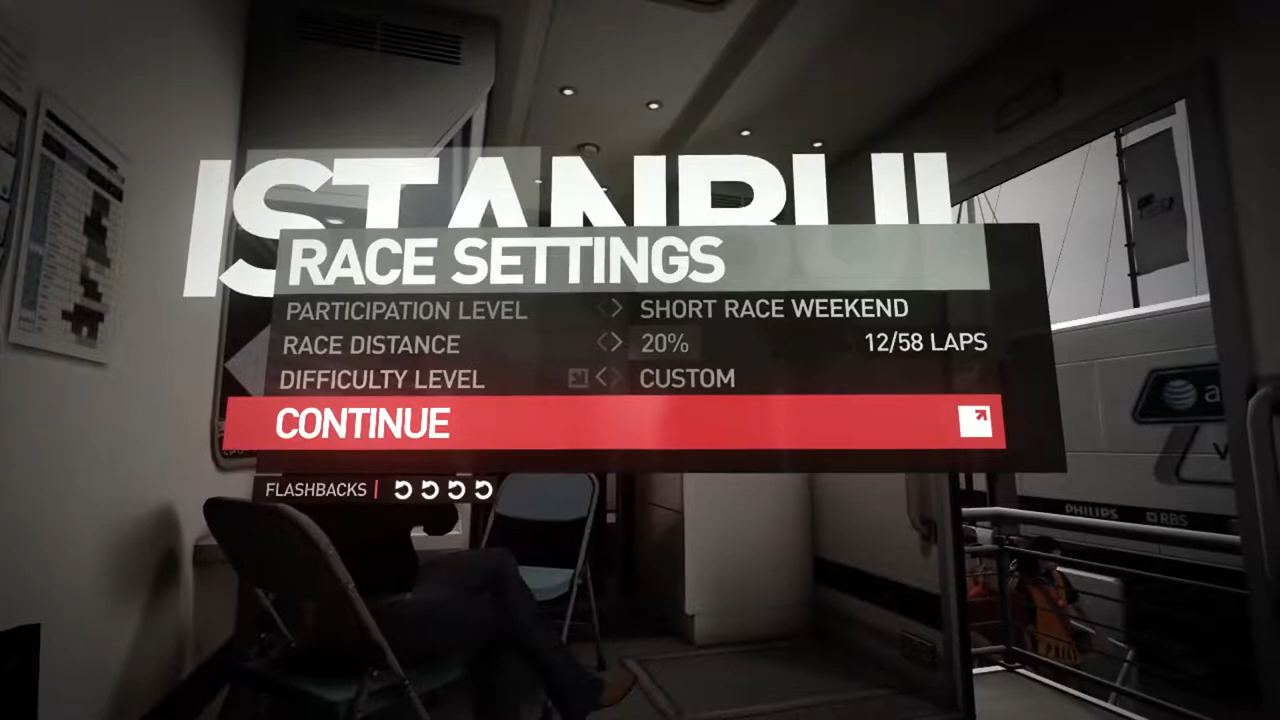 ISTANBUL
RACE SETTINGS
PARTICIPATION LEVEL <> SHORT RACE WEEKEND
RACE DISTANCE <> 20% 12/58 LAPS
DIFFICULTY LEVEL <> CUSTOM
CONTINUE
FLASHBACKS |
PHILIPS RBS